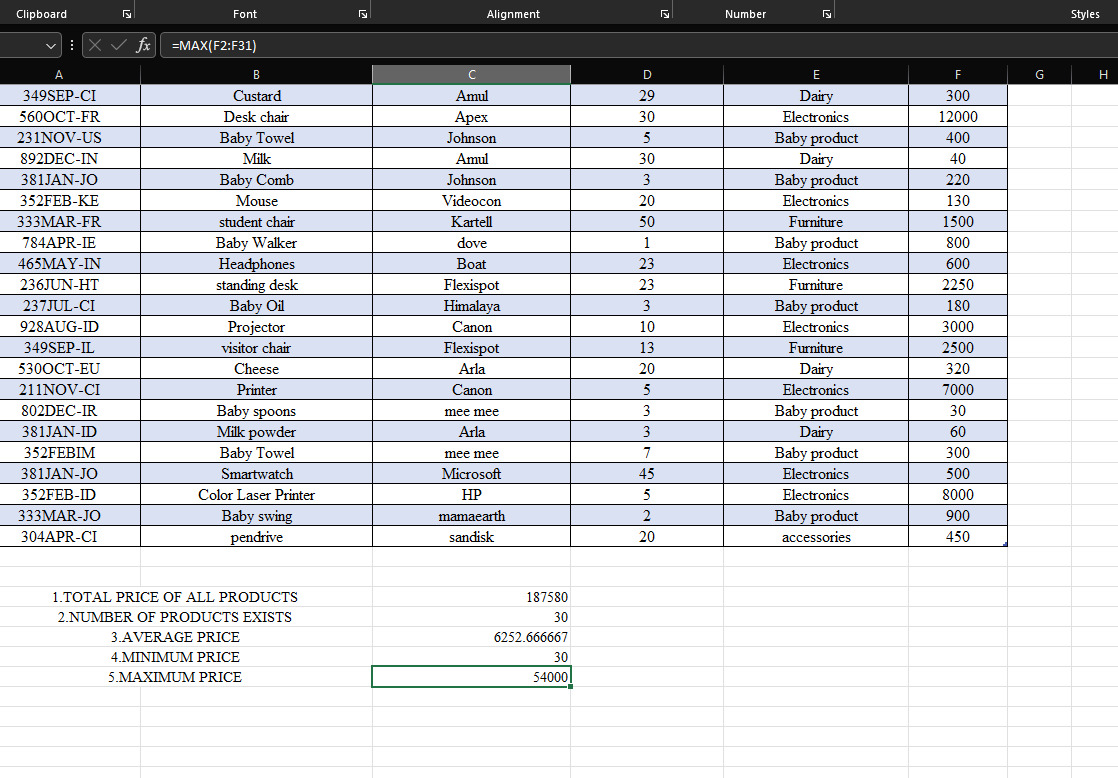 Clipboard Font Alignment Number Styles
fx =MAX(F2:F31)
A B C D E F G H
349SEP-CI Custard Amul 29 Dairy 300
560OCT-FR Desk chair Apex 30 Electronics 12000
231NOV-US Baby Towel Johnson 5 Baby product 400
892DEC-IN Milk Amul 30 Dairy 40
381JAN-JO Baby Comb Johnson 3 Baby product 220
352FEB-KE Mouse Videocon 20 Electronics 130
333MAR-FR student chair Kartell 50 Furniture 1500
784APR-IE Baby Walker dove 1 Baby product 800
465MAY-IN Headphones Boat 23 Electronics 600
236JUN-HT standing desk Flexispot 23 Furniture 2250
237JUL-CI Baby Oil Himalaya 3 Baby product 180
928AUG-ID Projector Canon 10 Electronics 3000
349SEP-IL visitor chair Flexispot 13 Furniture 2500
530OCT-EU Cheese Arla 20 Dairy 320
211NOV-CI Printer Canon 5 Electronics 7000
802DEC-IR Baby spoons mee mee 3 Baby product 30
381JAN-ID Milk powder Arla 3 Dairy 60
352FEBIM Baby Towel mee mee 7 Baby product 300
381JAN-JO Smartwatch Microsoft 45 Electronics 500
352FEB-ID Color Laser Printer HP 5 Electronics 8000
333MAR-JO Baby swing mamaearth 2 Baby product 900
304APR-CI pendrive sandisk 20 accessories 450
1.TOTAL PRICE OF ALL PRODUCTS 187580
2.NUMBER OF PRODUCTS EXISTS 30
3.AVERAGE PRICE 6252.666667
4.MINIMUM PRICE 30
5.MAXIMUM PRICE 54000